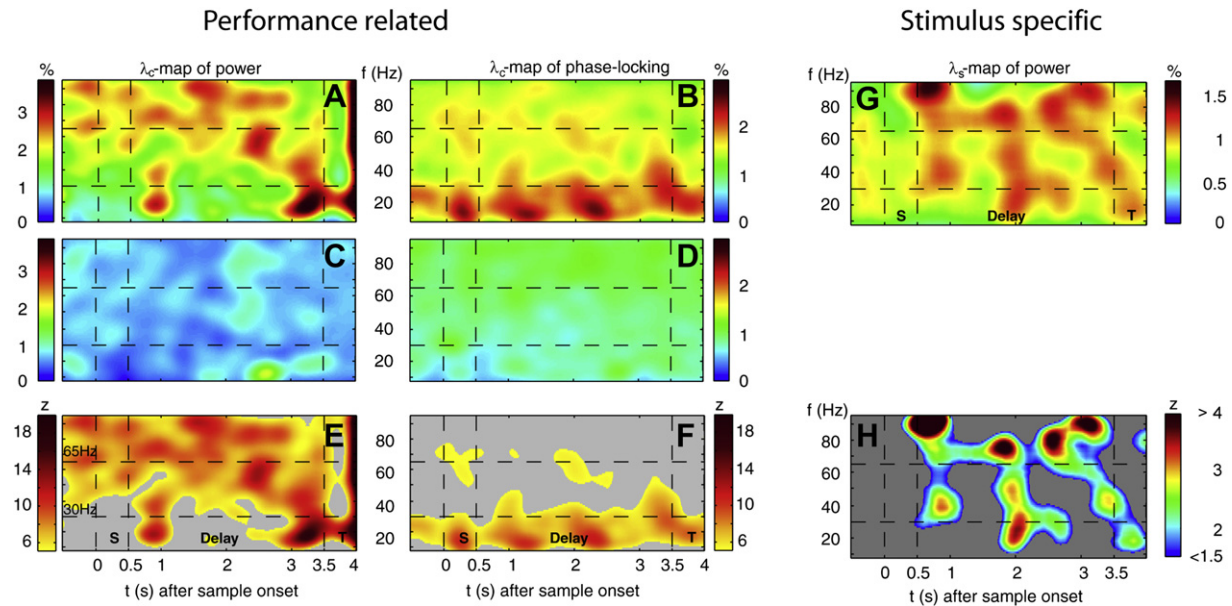 Performance related
Stimulus specific
% λc-map of power f (Hz) λc-map of phase-locking %
λs-map of power
%
A
3
2
1
0
B
80
60
40
20
2
1
0
G
80
60
40
20
S Delay T
1.5
1
0.5
0
C
3
2
1
0
D
80
60
40
20
2
1
0
z
f (Hz)
z
f (Hz)
z
E
18
14
10
6
65Hz
30Hz
S Delay T
F
80
60
40
20
S Delay T
18
14
10
6
H
80
60
40
20
> 4
3
2
<1.5
0 0.5 1 2 3 3.5 4
0 0.5 1 2 3 3.5 4
0 0.5 1 2 3 3.5
t (s) after sample onset
t (s) after sample onset
t (s) after sample onset